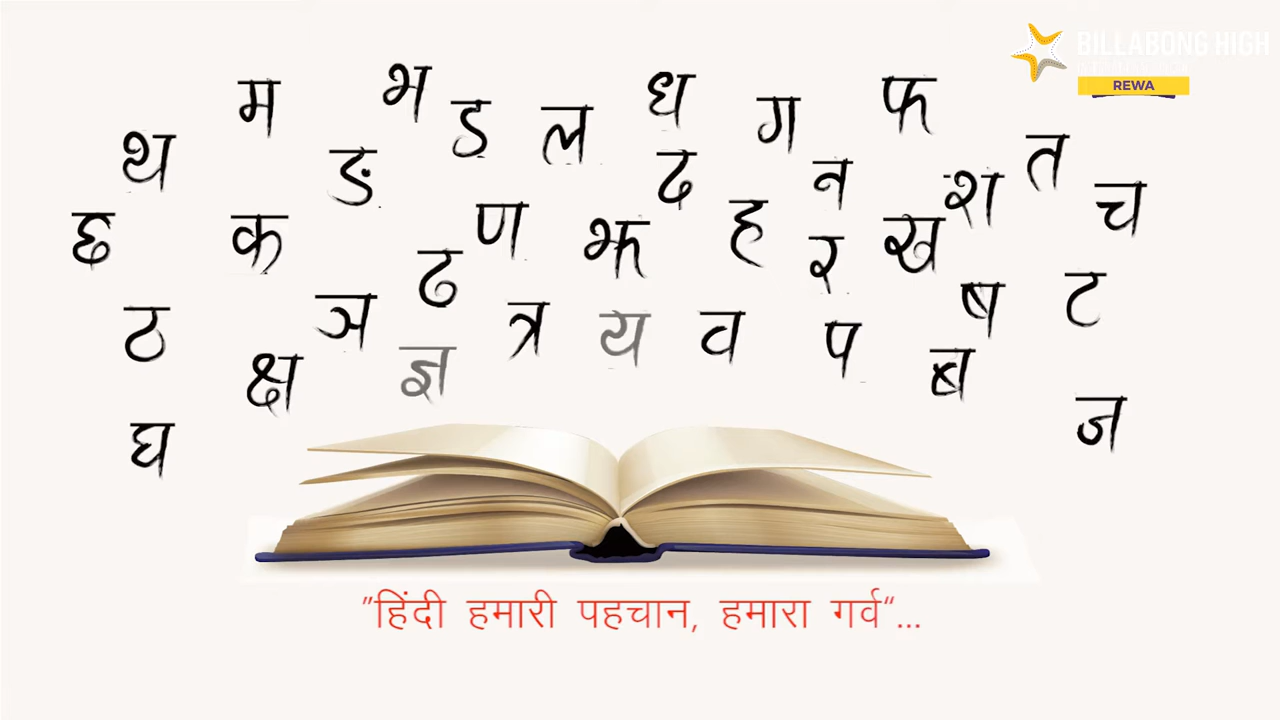 BILLABONG HIGH
REWA
म भ ड ल ध ग फ
थ ङ ढ न श त च
छ क ण झ ह र ख
ठ ञ ढ त्र य व प ष ब ट
क्ष ज्ञ ज
घ
"हिंदी हमारी पहचान, हमारा गर्व“...